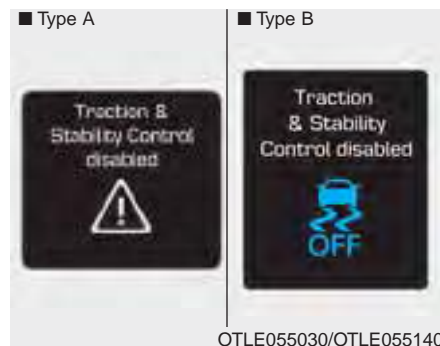 ■ Type A
■ Type B
Traction &
Stability Control
disabled
Traction
& Stability
Control disabled
OFF
OTLE055030/OTLE055140